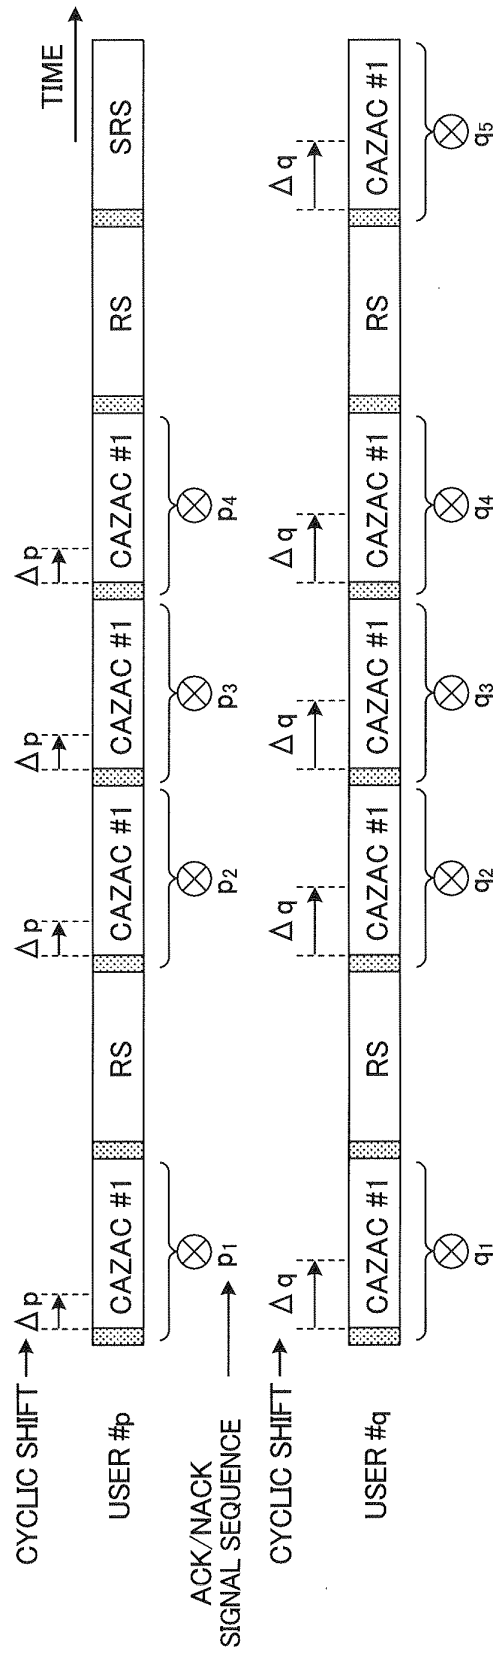 TIME
CYCLIC SHIFT
Δp Δp Δp Δp
USER #p
CAZAC #1 RS CAZAC #1 CAZAC #1 CAZAC #1 RS SRS
p1 p2 p3 p4
ACK/NACK
SIGNAL SEQUENCE
CYCLIC SHIFT
Δq Δq Δq Δq Δq
USER #q
CAZAC #1 RS CAZAC #1 CAZAC #1 CAZAC #1 RS CAZAC #1
q1 q2 q3 q4 q5